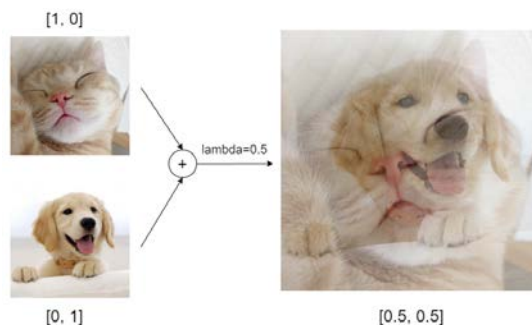 [1, 0]
+
lambda=0.5
[0, 1]
[0.5, 0.5]